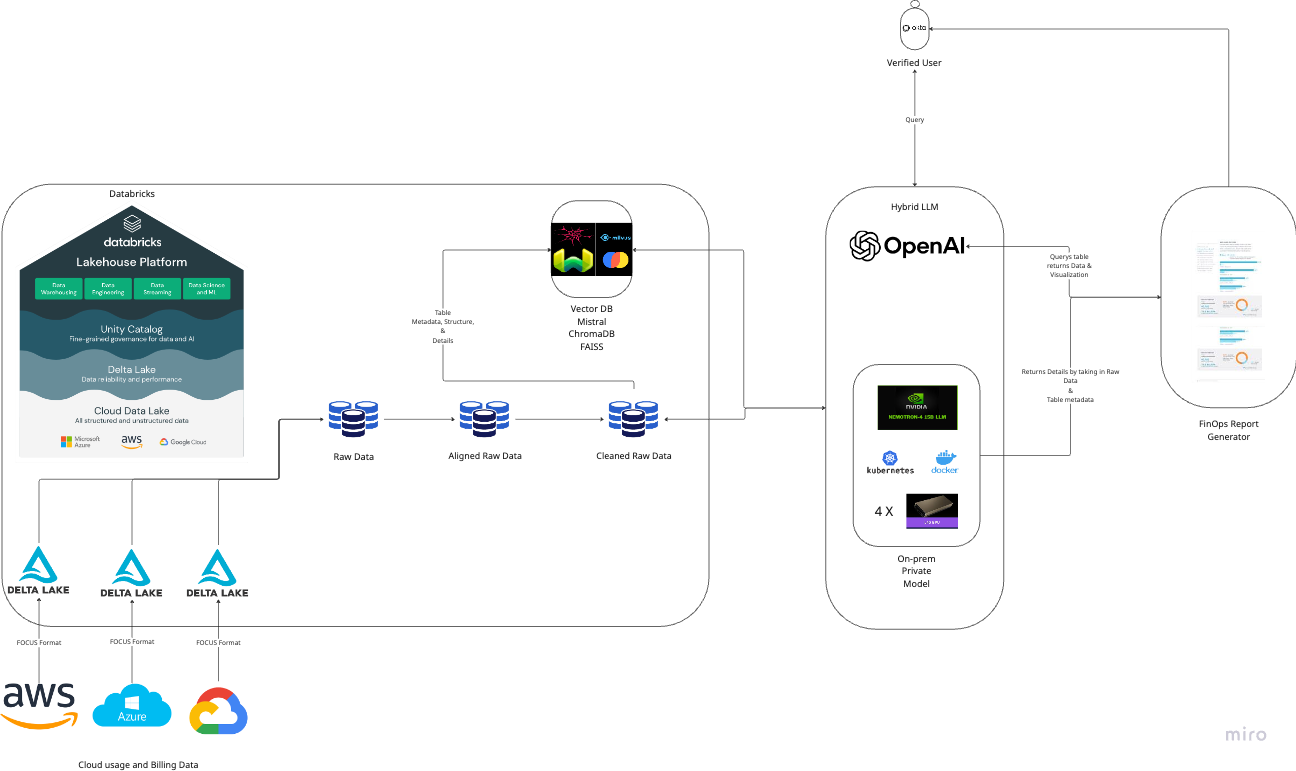 okta
Verified User
Query
Databricks
databricks
Lakehouse Platform
Data
Warehousing
Data
Engineering
Data
Streaming
Data Science
and ML
Unity Catalog
Fine-grained governance for data and AI
Delta Lake
Data reliability and performance
Cloud Data Lake
All structured and unstructured data
Microsoft
Azure
aws
Google Cloud
milvus
Vector DB
Mistral
ChromaDB
FAISS
Table
Metadata, Structure,
&
Details
Raw Data
Aligned Raw Data
Cleaned Raw Data
DELTA LAKE
DELTA LAKE
DELTA LAKE
FOCUS Format
FOCUS Format
FOCUS Format
aws
Azure
Cloud usage and Billing Data
Hybrid LLM
OpenAI
NVIDIA
NEMOTRON-4 15B LLM
kubernetes
docker
4 X
On-prem
Private
Model
Querys table
returns Data &
Visualization
Returns Details by taking in Raw
Data
&
Table metadata
FinOps Report
Generator
miro